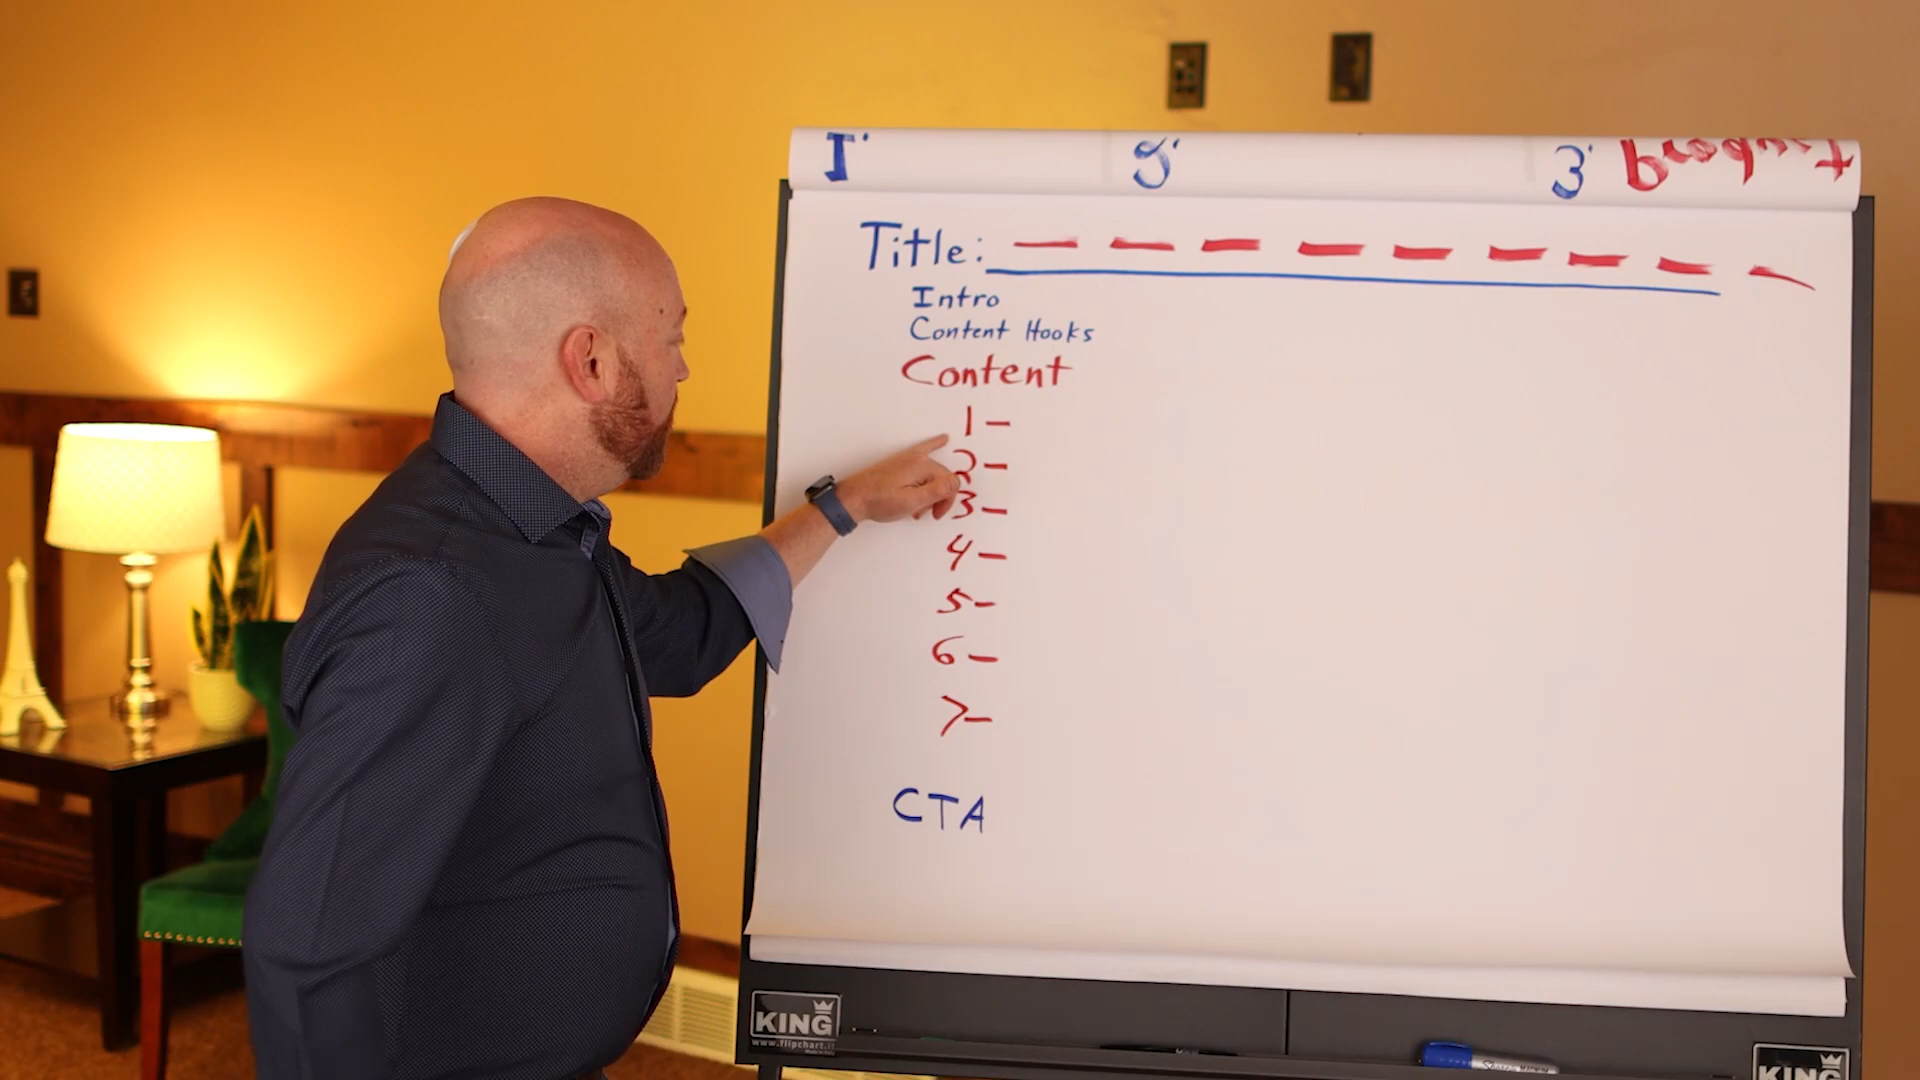 1. 2. 3. Product
Title: — — — — — — — — —
Intro
Content Hooks
Content
1 –
2 –
3 –
4 –
5 –
6 –
7 –
CTA
KING
www.flipchart.it
KING